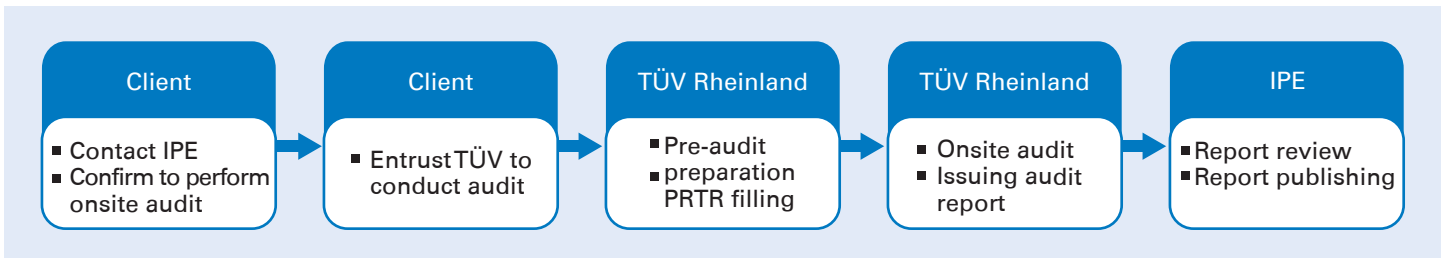 Client
■ Contact IPE
■ Confirm to perform
onsite audit
Client
■ Entrust TÜV to
conduct audit
TÜV Rheinland
■ Pre-audit
■ preparation
PRTR filling
TÜV Rheinland
■ Onsite audit
■ Issuing audit
report
IPE
■ Report review
■ Report publishing